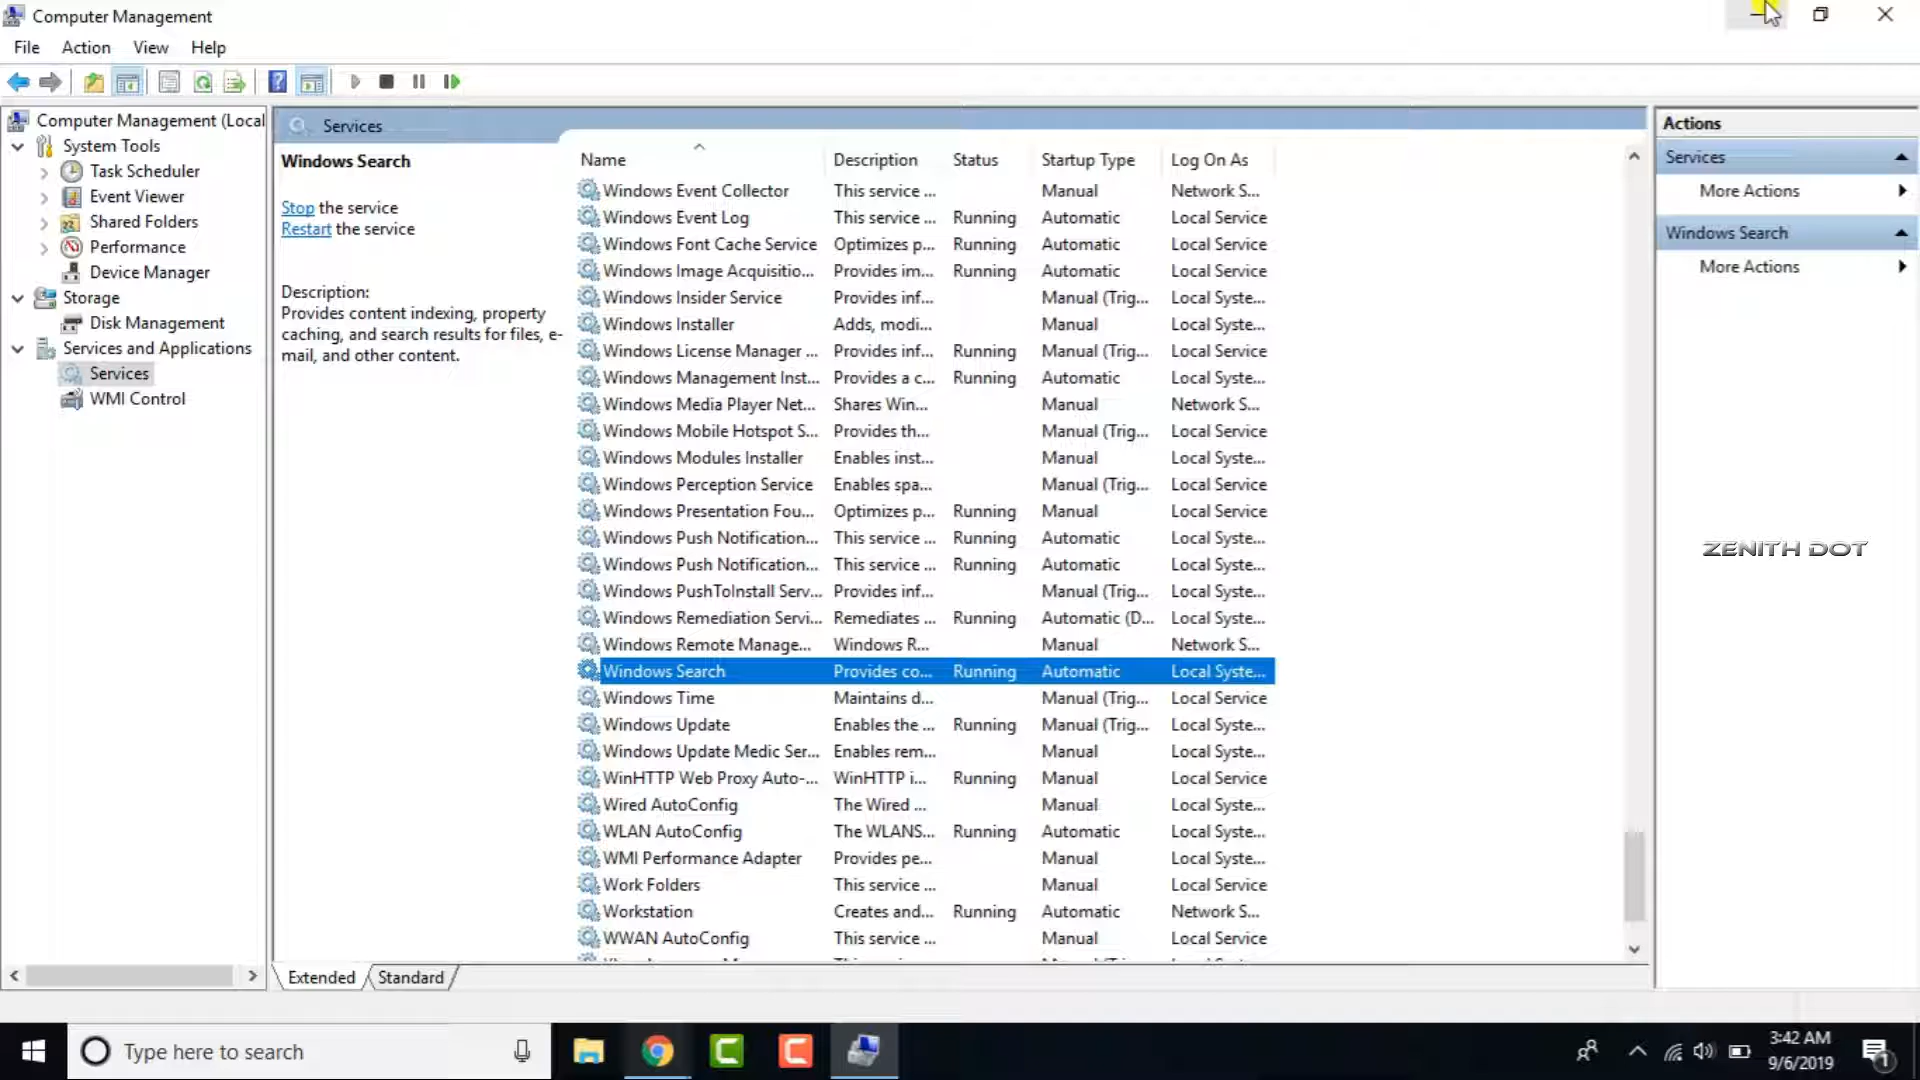 Computer Management
File Action View Help
Computer Management (Local
System Tools
Task Scheduler
Event Viewer
Shared Folders
Performance
Device Manager
Storage
Disk Management
Services and Applications
Services
WMI Control
Services
Windows Search
Stop the service
Restart the service
Description:
Provides content indexing, property
caching, and search results for files, e-
mail, and other content.
Name Description Status Startup Type Log On As
Windows Event Collector This service ... Manual Network S...
Windows Event Log This service ... Running Automatic Local Service
Windows Font Cache Service Optimizes p... Running Automatic Local Service
Windows Image Acquisitio... Provides im... Running Automatic Local Service
Windows Insider Service Provides inf... Manual (Trig... Local Syste...
Windows Installer Adds, modi... Manual Local Syste...
Windows License Manager ... Provides inf... Running Manual (Trig... Local Service
Windows Management Inst... Provides a c... Running Automatic Local Syste...
Windows Media Player Net... Shares Win... Manual Network S...
Windows Mobile Hotspot S... Provides th... Manual (Trig... Local Service
Windows Modules Installer Enables inst... Manual Local Syste...
Windows Perception Service Enables spa... Manual (Trig... Local Service
Windows Presentation Fou... Optimizes p... Running Manual Local Service
Windows Push Notification... This service ... Running Automatic Local Syste...
Windows Push Notification... This service ... Running Automatic Local Syste...
Windows PushToInstall Serv... Provides inf... Manual (Trig... Local Syste...
Windows Remediation Servi... Remediates ... Running Automatic (D... Local Syste...
Windows Remote Manage... Windows R... Manual Network S...
Windows Search Provides co... Running Automatic Local Syste...
Windows Time Maintains d... Manual (Trig... Local Service
Windows Update Enables the ... Running Manual (Trig... Local Syste...
Windows Update Medic Ser... Enables rem... Manual Local Syste...
WinHTTP Web Proxy Auto-... WinHTTP i... Running Manual Local Service
Wired AutoConfig The Wired ... Manual Local Syste...
WLAN AutoConfig The WLANS... Running Automatic Local Syste...
WMI Performance Adapter Provides pe... Manual Local Syste...
Work Folders This service ... Manual Local Service
Workstation Creates and... Running Automatic Network S...
WWAN AutoConfig This service ... Manual Local Service
Extended Standard
Actions
Services
More Actions
Windows Search
More Actions
ZENITH DOT
Type here to search
3:42 AM
9/6/2019
1